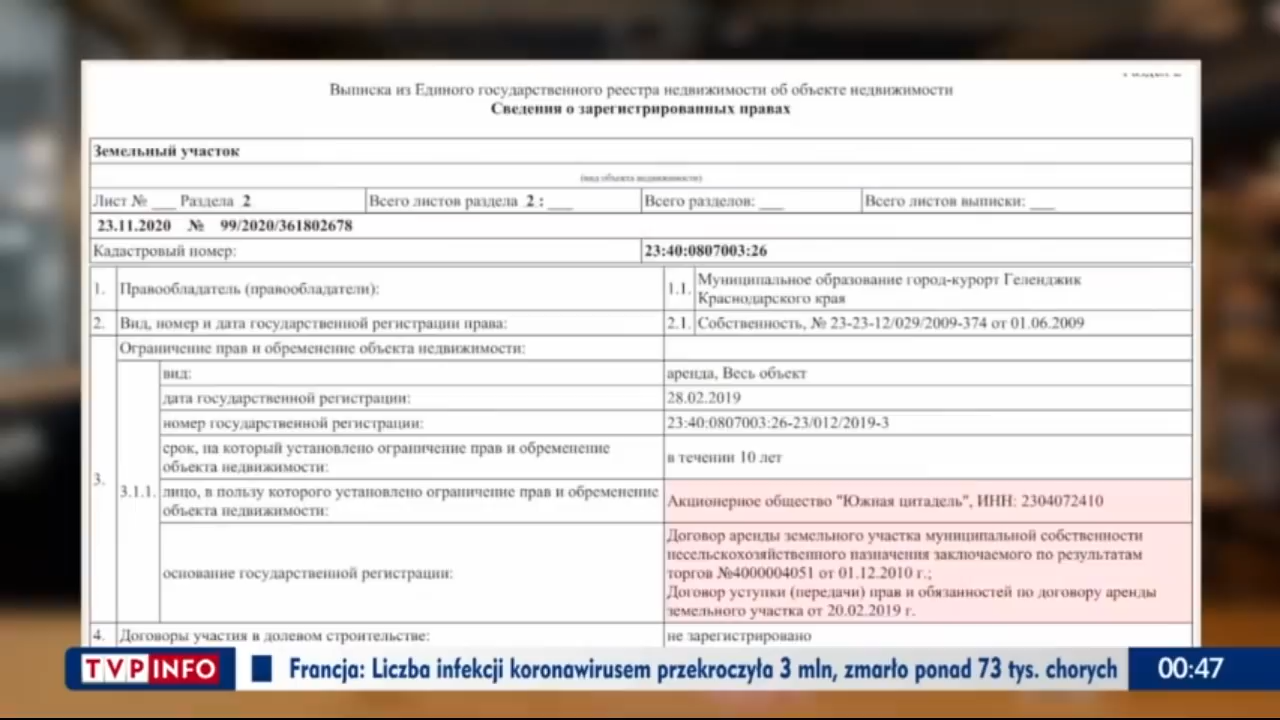 Выписка из Единого государственного реестра недвижимости об объекте недвижимости
Сведения о зарегистрированных правах
Земельный участок
(вид объекта недвижимости)
Лист № ___ Раздела 2 Всего листов раздела 2 : ___ Всего разделов: ___ Всего листов выписки: ___
23.11.2020 № 99/2020/361802678
Кадастровый номер: 23:40:0807003:26
1. Правообладатель (правообладатели): 1.1. Муниципальное образование город-курорт Геленджик
Краснодарского края
2. Вид, номер и дата государственной регистрации права: 2.1. Собственность, № 23-23-12/029/2009-374 от 01.06.2009
3. Ограничение прав и обременение объекта недвижимости:
3.1.1. вид: аренда, Весь объект
дата государственной регистрации: 28.02.2019
номер государственной регистрации: 23:40:0807003:26-23/012/2019-3
срок, на который установлено ограничение прав и обременение
объекта недвижимости:
в течении 10 лет
лицо, в пользу которого установлено ограничение прав и обременение
объекта недвижимости:
Акционерное общество "Южная цитадель", ИНН: 2304072410
основание государственной регистрации:
Договор аренды земельного участка муниципальной собственности
несельскохозяйственного назначения заключаемого по результатам
торгов №4000004051 от 01.12.2010 г.;
Договор уступки (передачи) прав и обязанностей по договору аренды
земельного участка от 20.02.2019 г.
4. Договоры участия в долевом строительстве: не зарегистрировано
TVP INFO Francja: Liczba infekcji koronawirusem przekroczyła 3 mln, zmarło ponad 73 tys. chorych 00:47